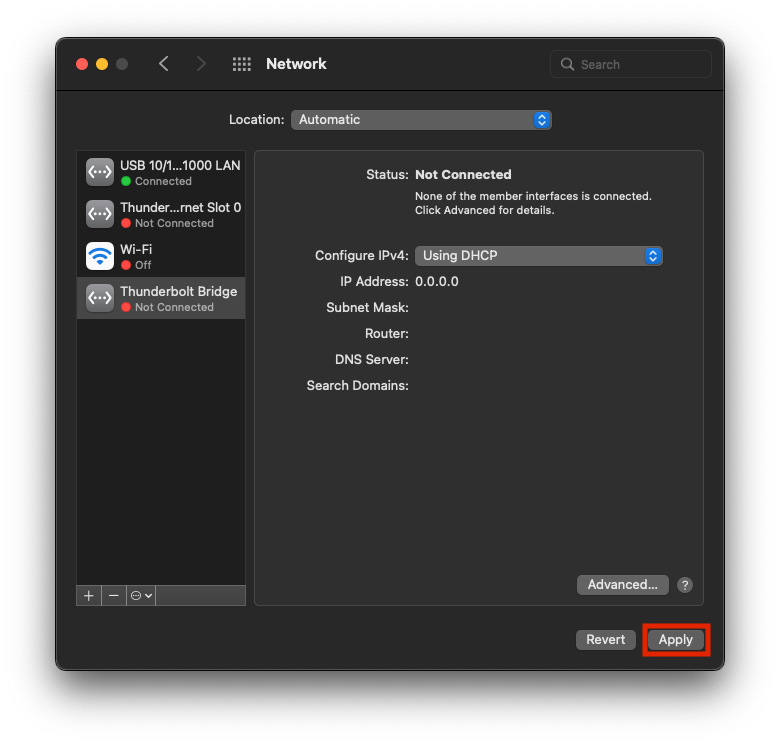 Network
Search
Location: Automatic
USB 10/1...1000 LAN
Connected
Thunder...rnet Slot 0
Not Connected
Wi-Fi
Off
Thunderbolt Bridge
Not Connected
Status: Not Connected
None of the member interfaces is connected.
Click Advanced for details.
Configure IPv4: Using DHCP
IP Address: 0.0.0.0
Subnet Mask:
Router:
DNS Server:
Search Domains:
Advanced... ?
Revert Apply